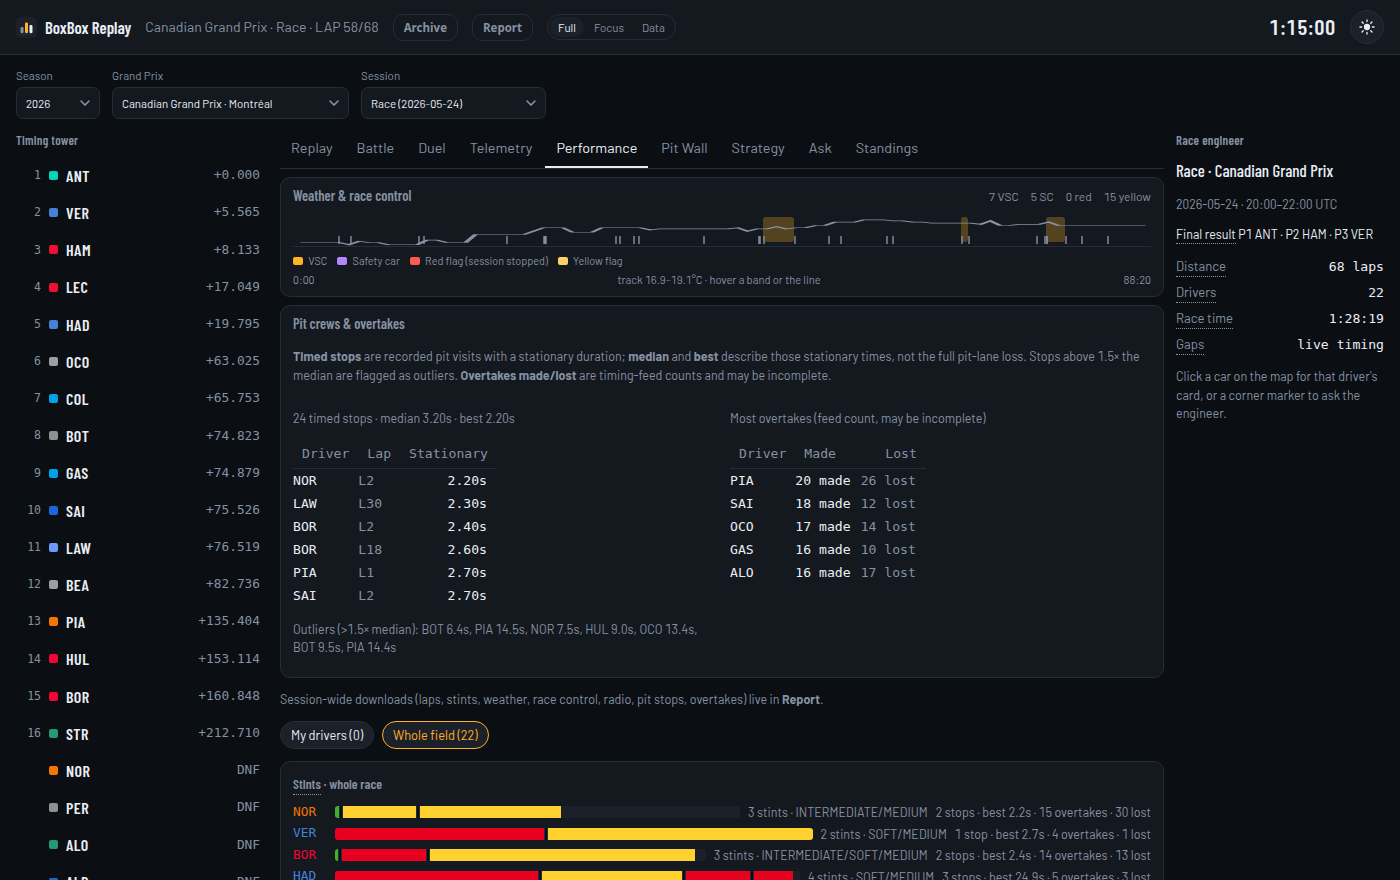 BoxBox Replay Canadian Grand Prix · Race · LAP 58/68 Archive Report Full Focus Data 1:15:00
Season Grand Prix Session
2026 Canadian Grand Prix · Montréal Race (2026-05-24)
Timing tower
1 ANT +0.000
2 VER +5.565
3 HAM +8.133
4 LEC +17.049
5 HAD +19.795
6 OCO +63.025
7 COL +65.753
8 BOT +74.823
9 GAS +74.879
10 SAI +75.526
11 LAW +76.519
12 BEA +82.736
13 PIA +135.404
14 HUL +153.114
15 BOR +160.848
16 STR +212.710
NOR DNF
PER DNF
ALO DNF
Replay Battle Duel Telemetry Performance Pit Wall Strategy Ask Standings
Weather & race control 7 VSC 5 SC 0 red 15 yellow
VSC Safety car Red flag (session stopped) Yellow flag
0:00 track 16.9–19.1°C · hover a band or the line 88:20
Pit crews & overtakes
Timed stops are recorded pit visits with a stationary duration; median and best describe those stationary times, not the full pit-lane loss. Stops above 1.5× the
median are flagged as outliers. Overtakes made/lost are timing-feed counts and may be incomplete.
24 timed stops · median 3.20s · best 2.20s
Driver Lap Stationary
NOR L2 2.20s
LAW L30 2.30s
BOR L2 2.40s
BOR L18 2.60s
PIA L1 2.70s
SAI L2 2.70s
Outliers (>1.5× median): BOT 6.4s, PIA 14.5s, NOR 7.5s, HUL 9.0s, OCO 13.4s,
BOT 9.5s, PIA 14.4s
Most overtakes (feed count, may be incomplete)
Driver Made Lost
PIA 20 made 26 lost
SAI 18 made 12 lost
OCO 17 made 14 lost
GAS 16 made 10 lost
ALO 16 made 17 lost
Session-wide downloads (laps, stints, weather, race control, radio, pit stops, overtakes) live in Report.
My drivers (0) Whole field (22)
Stints · whole race
NOR 3 stints · INTERMEDIATE/MEDIUM 2 stops · best 2.2s · 15 overtakes · 30 lost
VER 2 stints · SOFT/MEDIUM 1 stop · best 2.7s · 4 overtakes · 1 lost
BOR 3 stints · INTERMEDIATE/SOFT/MEDIUM 2 stops · best 2.4s · 14 overtakes · 13 lost
HAD 4 stints · SOFT/MEDIUM 3 stops · best 24.9s · 5 overtakes · 3 lost
Race engineer
Race · Canadian Grand Prix
2026-05-24 · 20:00–22:00 UTC
Final result P1 ANT · P2 HAM · P3 VER
Distance 68 laps
Drivers 22
Race time 1:28:19
Gaps live timing
Click a car on the map for that driver's
card, or a corner marker to ask the
engineer.